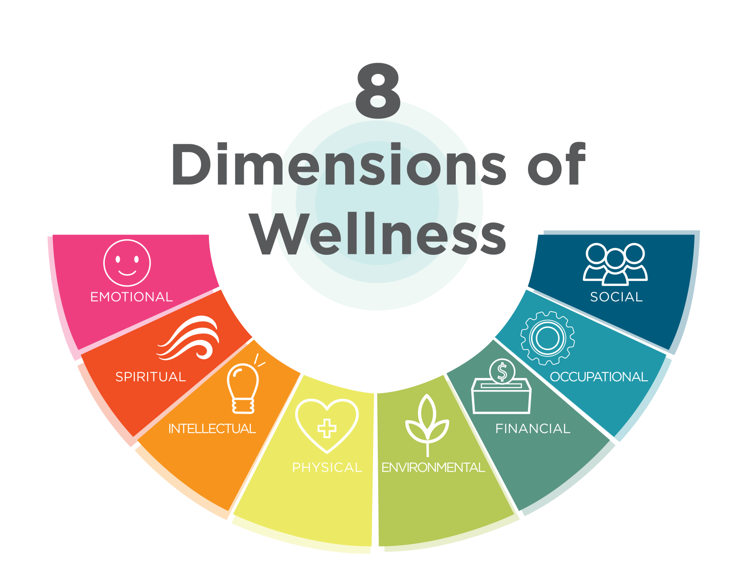 8
Dimensions of
Wellness
EMOTIONAL
SPIRITUAL
INTELLECTUAL
PHYSICAL
ENVIRONMENTAL
$
FINANCIAL
OCCUPATIONAL
SOCIAL